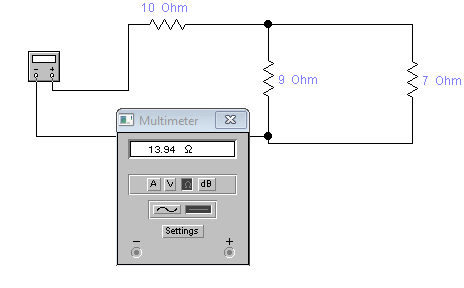 10 Ohm
9 Ohm
7 Ohm
- +
Multimeter
13.94 Ω
A V Ω dB
Settings
- +